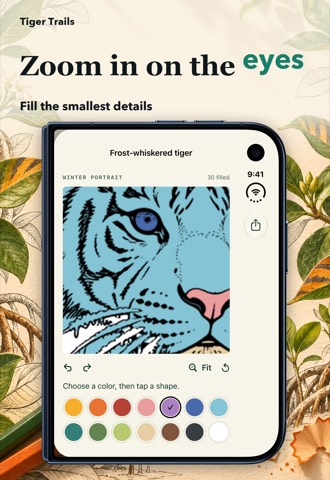 Tiger Trails
Zoom in on the eyes
Fill the smallest details
Frost-whiskered tiger
9:41
WINTER PORTRAIT 30 filled
Fit
Choose a color, then tap a shape.